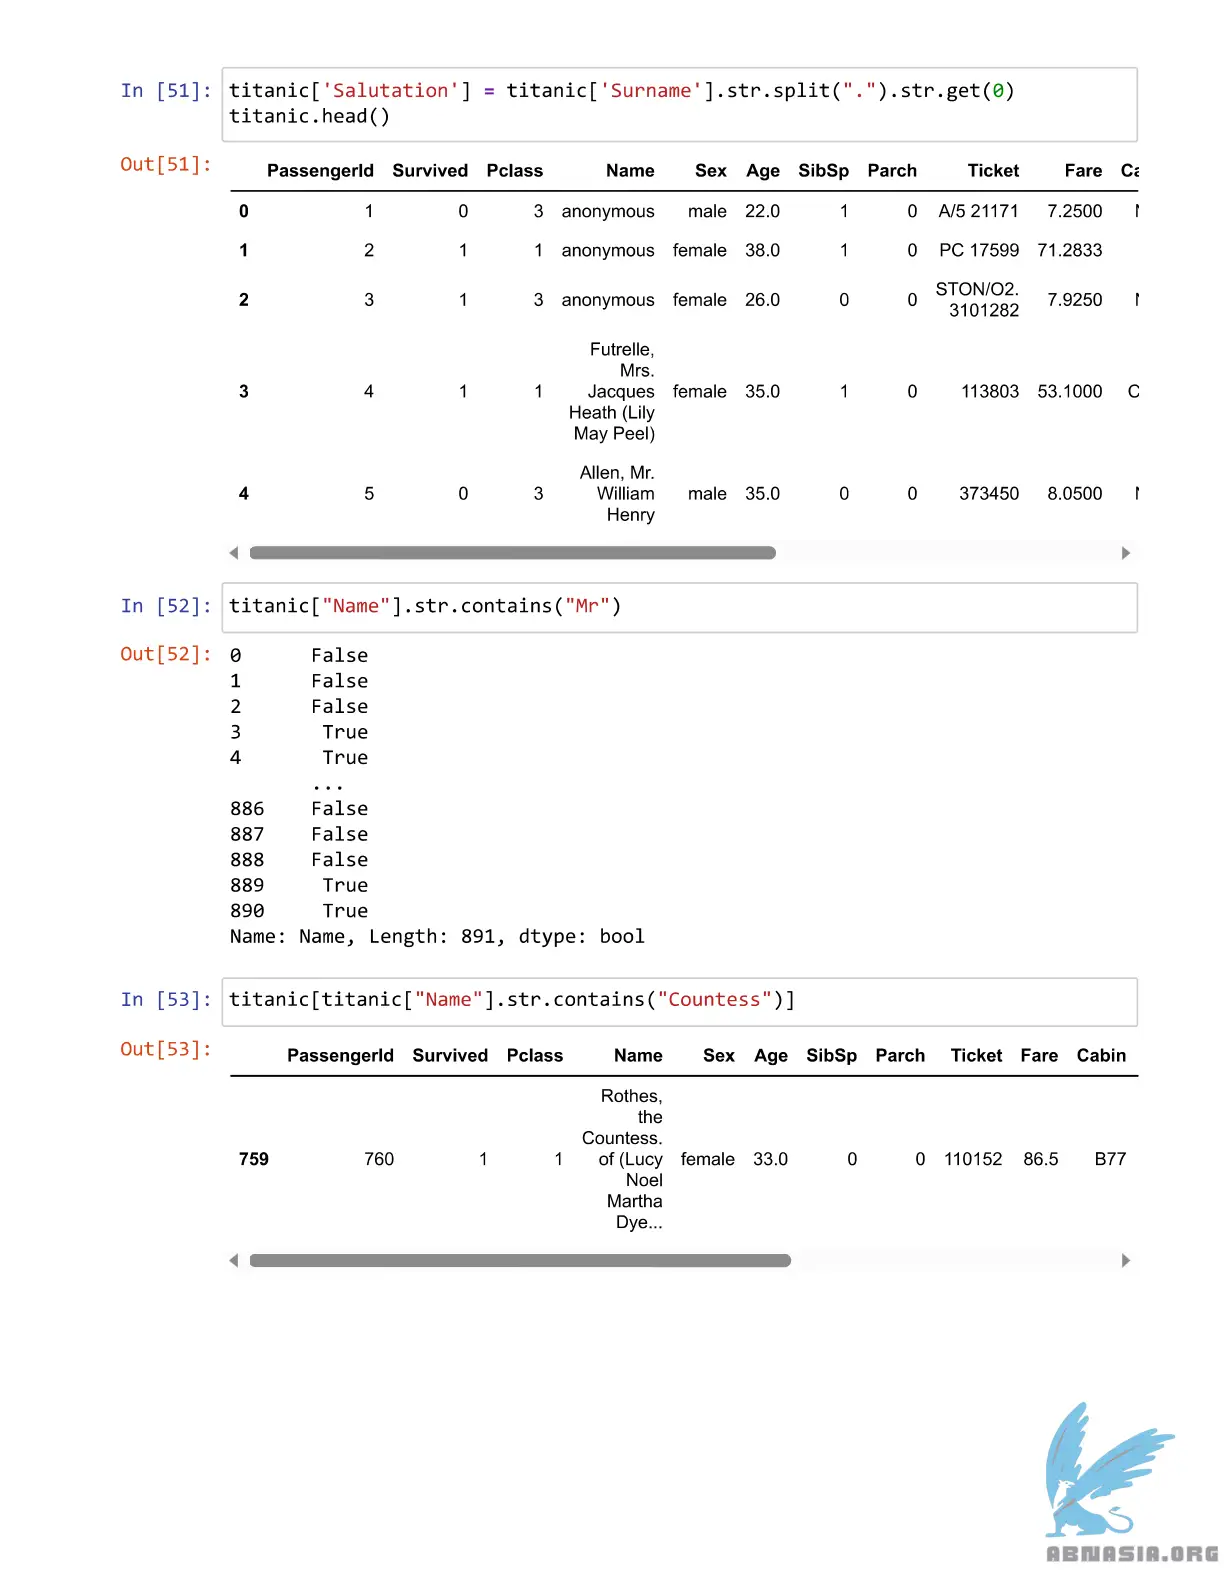 In [51]: titanic['Salutation'] = titanic['Surname'].str.split(".").str.get(0)
titanic.head()
Out[51]:
PassengerId Survived Pclass Name Sex Age SibSp Parch Ticket Fare Ca
0 1 0 3 anonymous male 22.0 1 0 A/5 21171 7.2500
1 2 1 1 anonymous female 38.0 1 0 PC 17599 71.2833
2 3 1 3 anonymous female 26.0 0 0 STON/O2. 3101282 7.9250
3 4 1 1 Futrelle, Mrs. Jacques Heath (Lily May Peel) female 35.0 1 0 113803 53.1000 C
4 5 0 3 Allen, Mr. William Henry male 35.0 0 0 373450 8.0500
In [52]: titanic["Name"].str.contains("Mr")
Out[52]: 0 False
1 False
2 False
3 True
4 True
...
886 False
887 False
888 False
889 True
890 True
Name: Name, Length: 891, dtype: bool
In [53]: titanic[titanic["Name"].str.contains("Countess")]
Out[53]:
PassengerId Survived Pclass Name Sex Age SibSp Parch Ticket Fare Cabin
759 760 1 1 Rothes, the Countess. of (Lucy Noel Martha Dye... female 33.0 0 0 110152 86.5 B77
ABNASIA.ORG